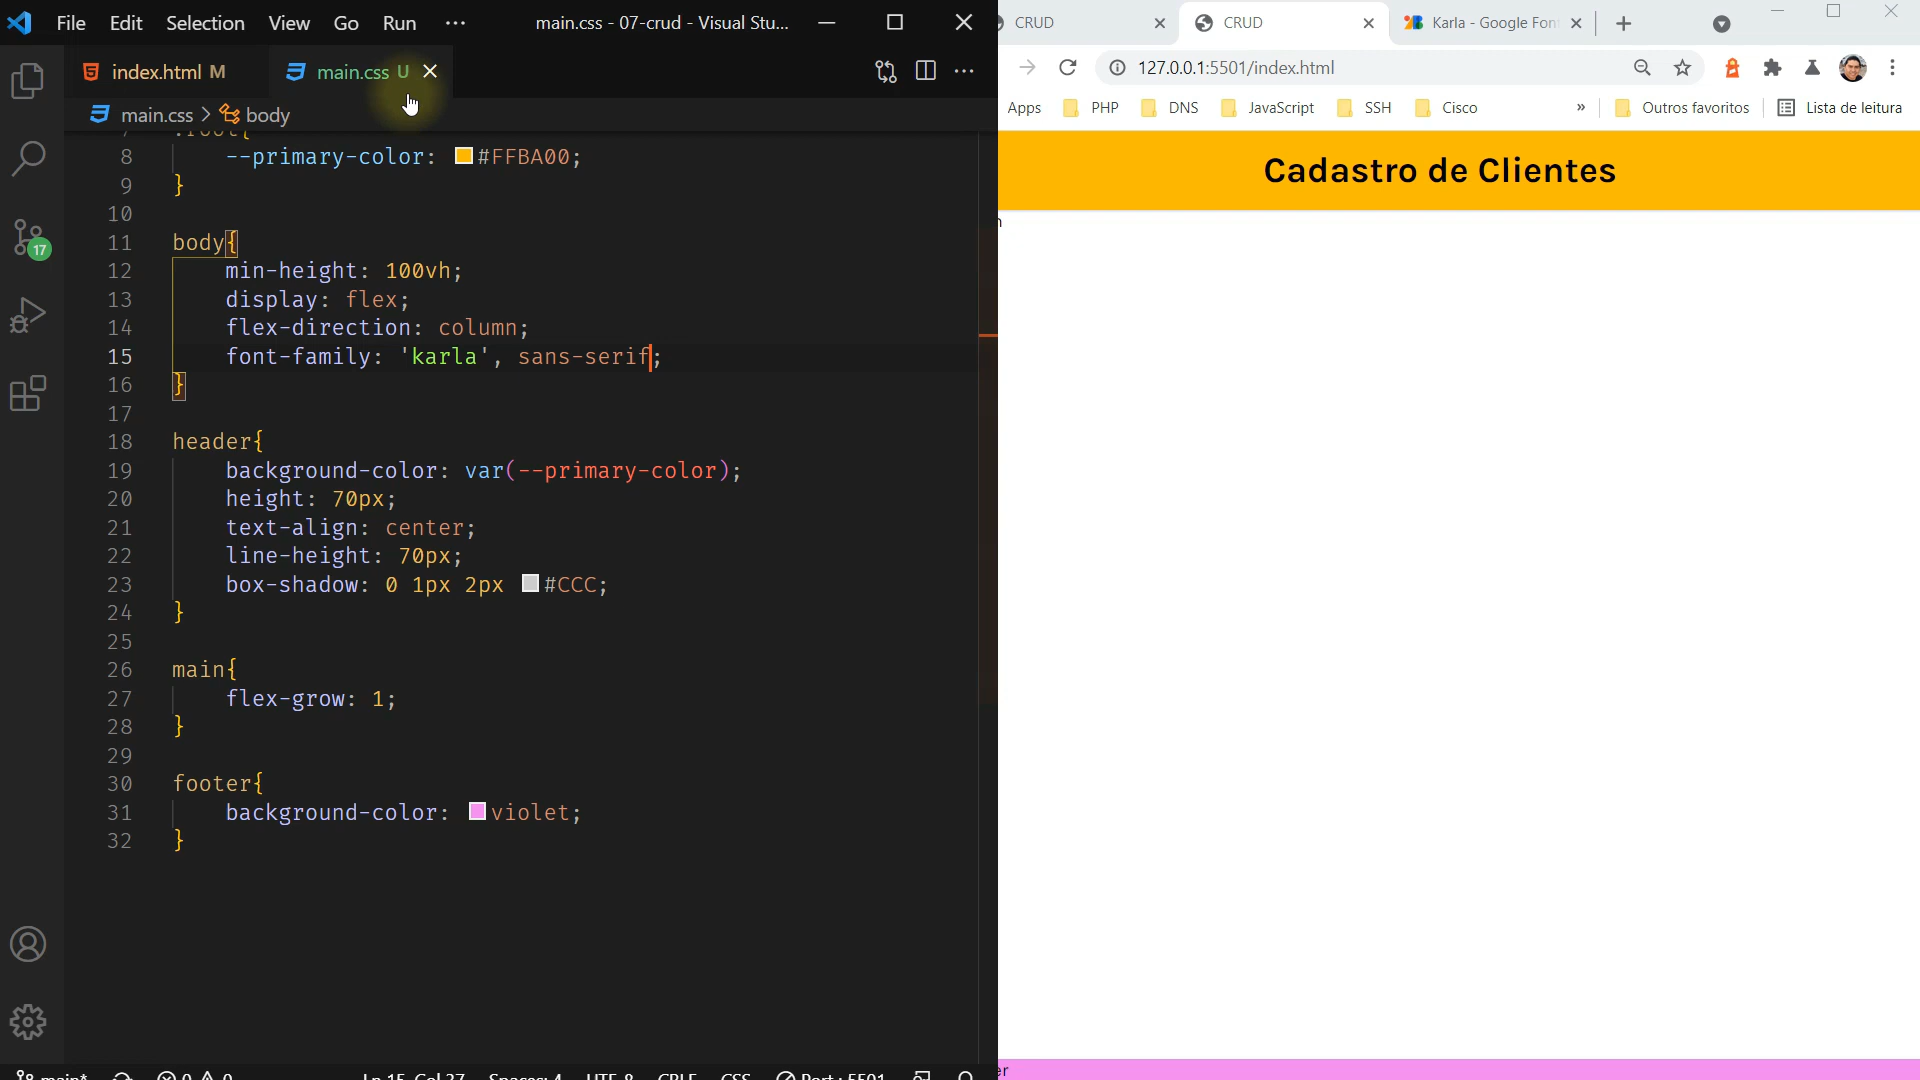 File Edit Selection View Go Run ··· main.css - 07-crud - Visual Stu...
index.html M main.css U
main.css > body
8 --primary-color: #FFBA00;
9 }
10
11 body{
12 min-height: 100vh;
13 display: flex;
14 flex-direction: column;
15 font-family: 'karla', sans-serif;
16 }
17
18 header{
19 background-color: var(--primary-color);
20 height: 70px;
21 text-align: center;
22 line-height: 70px;
23 box-shadow: 0 1px 2px #CCC;
24 }
25
26 main{
27 flex-grow: 1;
28 }
29
30 footer{
31 background-color: violet;
32 }
17
main* 0 0 Ln 15, Col 37 Spaces: 4 UTF-8 CRLF CSS Port : 5501
CRUD CRUD Karla - Google Fon
127.0.0.1:5501/index.html
Apps PHP DNS JavaScript SSH Cisco » Outros favoritos Lista de leitura
Cadastro de Clientes
er